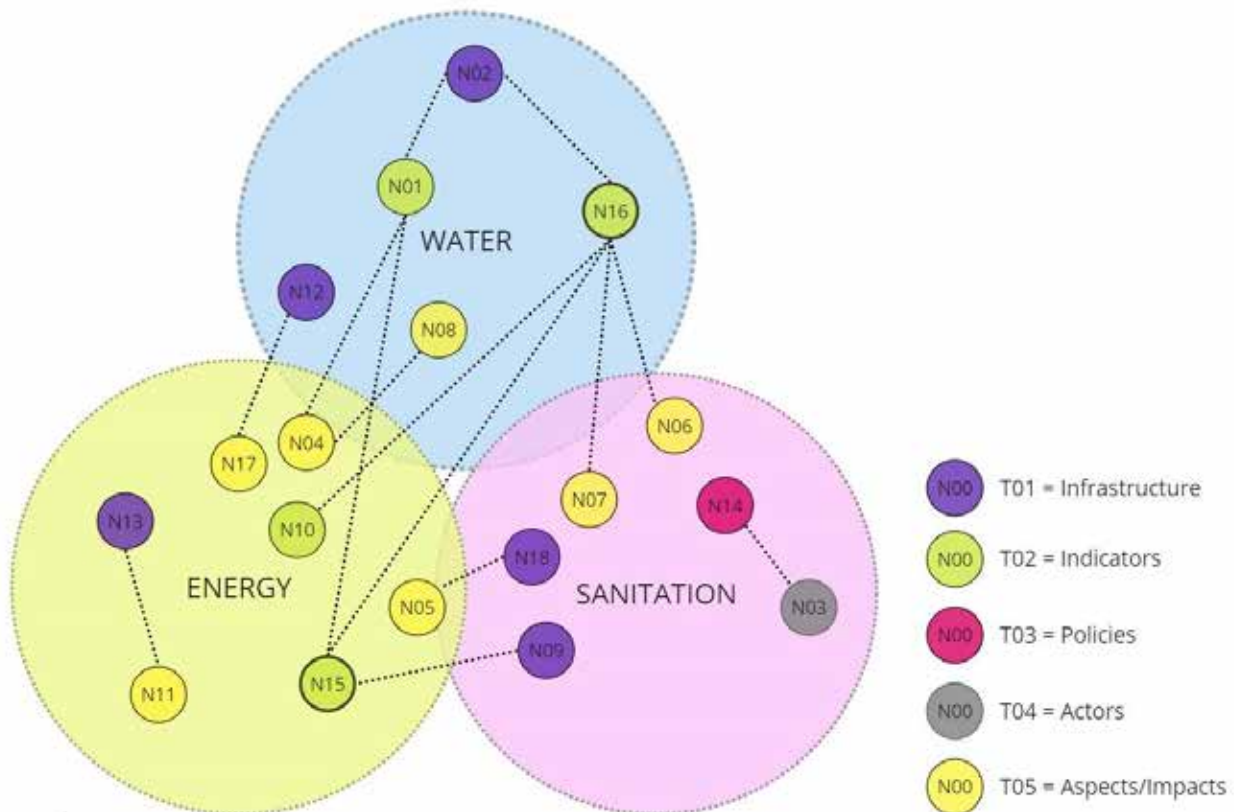 N02
N01
N16
WATER
N12
N08
N06
N04
N17
N07
N14
N13
N10
N18
ENERGY
SANITATION
N05
N03
N09
N15
N11
N00 T01 = Infrastructure
N00 T02 = Indicators
N00 T03 = Policies
N00 T04 = Actors
N00 T05 = Aspects/Impacts